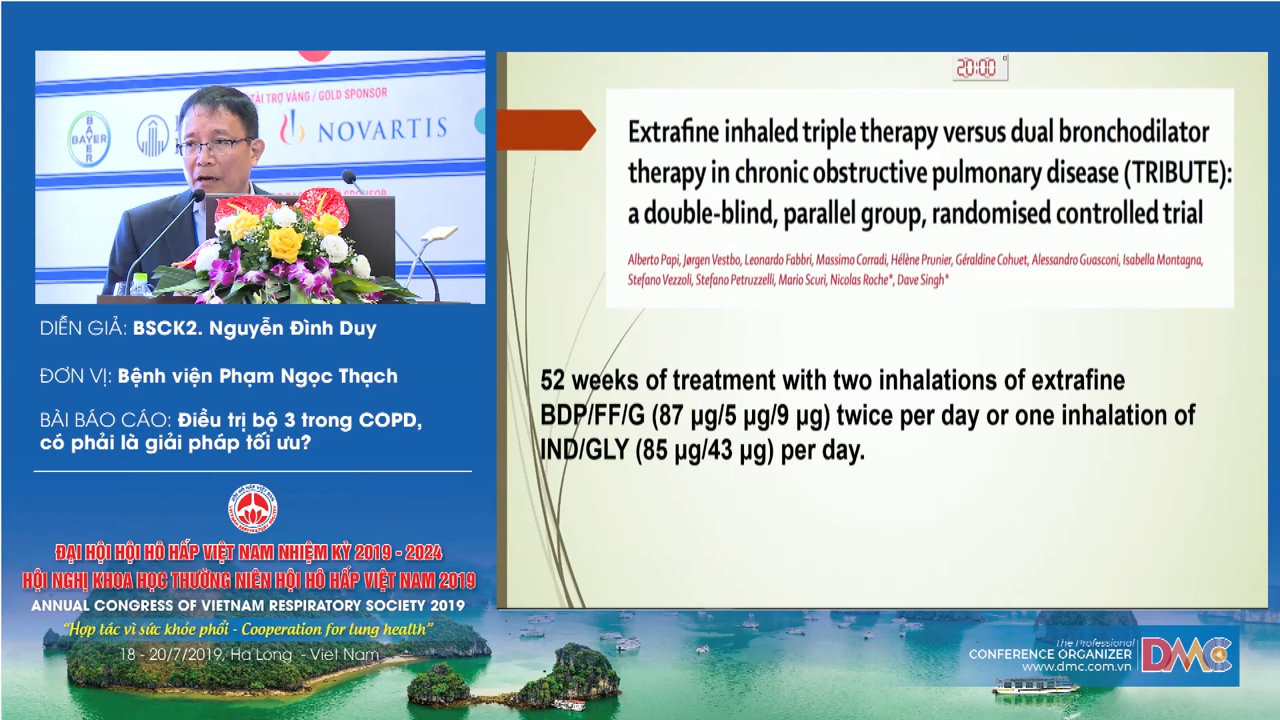 TÀI TRỢ VÀNG / GOLD SPONSOR
BAYER
BAYER
NOVARTIS
SPONSOR
DIỄN GIẢ: BSCK2. Nguyễn Đình Duy
ĐƠN VỊ: Bệnh viện Phạm Ngọc Thạch
BÀI BÁO CÁO: Điều trị bộ 3 trong COPD,
có phải là giải pháp tối ưu?
ĐẠI HỘI HỘI HÔ HẤP VIỆT NAM NHIỆM KỲ 2019 - 2024
HỘI NGHỊ KHOA HỌC THƯỜNG NIÊN HỘI HÔ HẤP VIỆT NAM 2019
ANNUAL CONGRESS OF VIETNAM RESPIRATORY SOCIETY 2019
“Hợp tác vì sức khỏe phổi - Cooperation for lung health”
18 - 20/7/2019, Ha Long - Viet Nam
20:00
Extrafine inhaled triple therapy versus dual bronchodilator
therapy in chronic obstructive pulmonary disease (TRIBUTE):
a double-blind, parallel group, randomised controlled trial
Alberto Papi, Jørgen Vestbo, Leonardo Fabbri, Massimo Corradi, Hélène Prunier, Géraldine Cohuet, Alessandro Guasconi, Isabella Montagna,
Stefano Vezzoli, Stefano Petruzzelli, Mario Scuri, Nicolas Roche*, Dave Singh*
52 weeks of treatment with two inhalations of extrafine
BDP/FF/G (87 μg/5 μg/9 μg) twice per day or one inhalation of
IND/GLY (85 μg/43 μg) per day.
The Professional
CONFERENCE ORGANIZER
www.dmc.com.vn
DMC